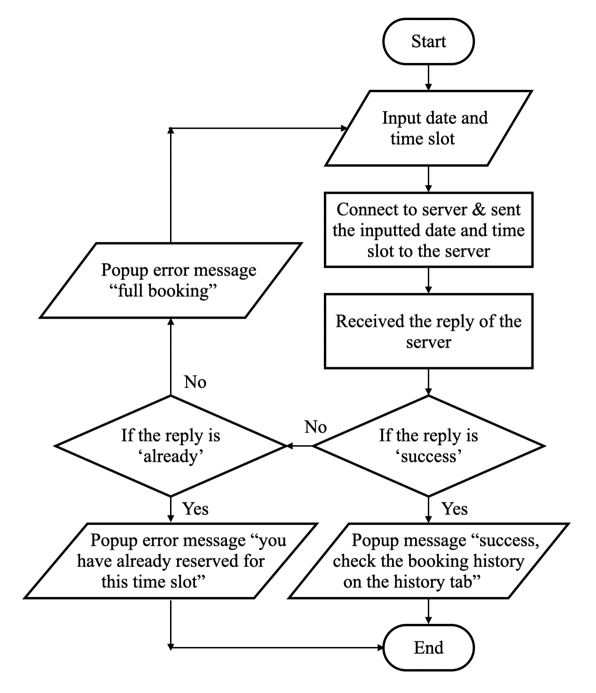 Start
Input date and
time slot
Connect to server & sent
the inputted date and time
slot to the server
Received the reply of the
server
If the reply is
‘success’
No
Yes
Popup message “success,
check the booking history
on the history tab”
If the reply is
‘already’
No
Yes
Popup error message
“full booking”
Popup error message “you
have already reserved for
this time slot”
End